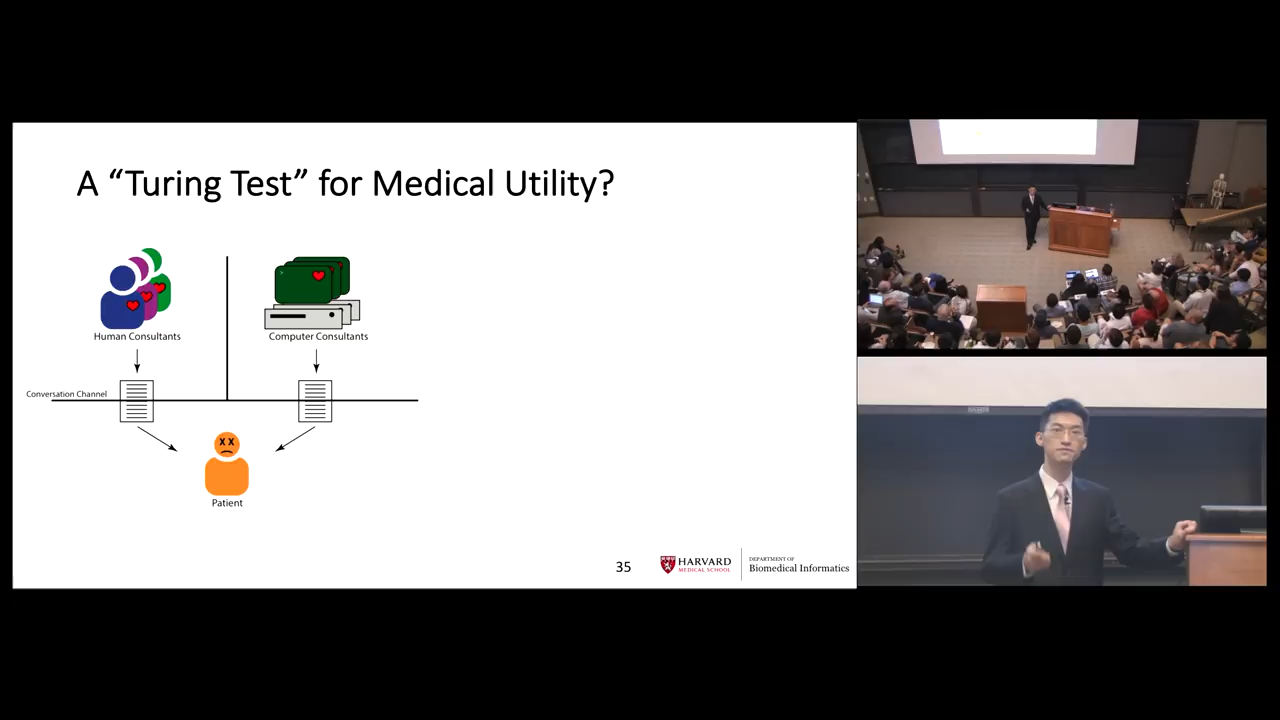 A “Turing Test” for Medical Utility?
Human Consultants
Computer Consultants
Conversation Channel
Patient
35
HARVARD
MEDICAL SCHOOL
DEPARTMENT OF
Biomedical Informatics